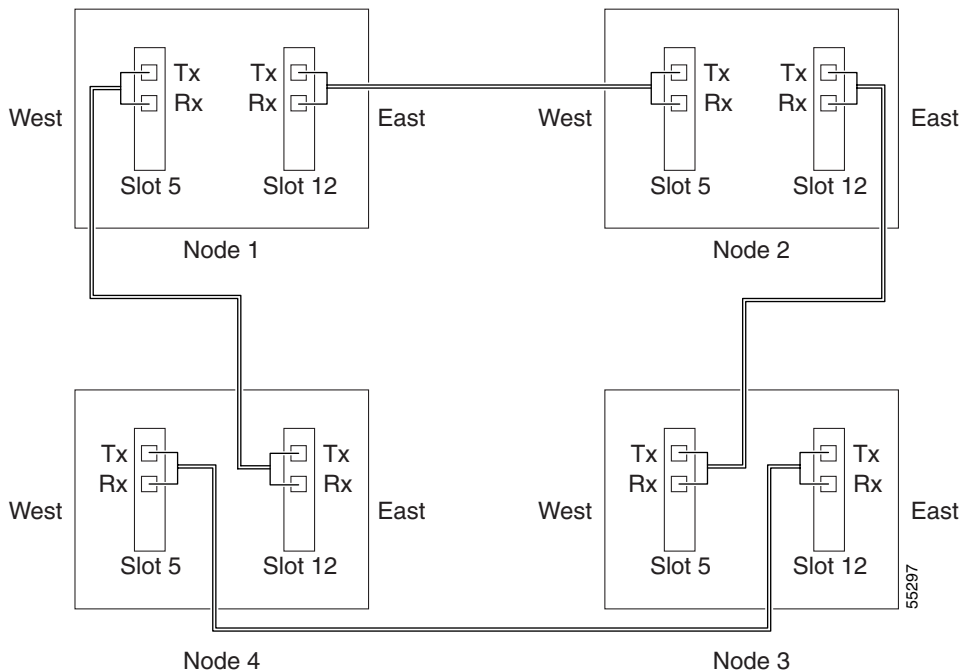 Tx Tx Tx Tx
Rx Rx Rx Rx
West East West East
Slot 5 Slot 12 Slot 5 Slot 12
Node 1 Node 2
Tx Tx Tx Tx
Rx Rx Rx Rx
West East West East
Slot 5 Slot 12 Slot 5 Slot 12
55297
Node 4 Node 3